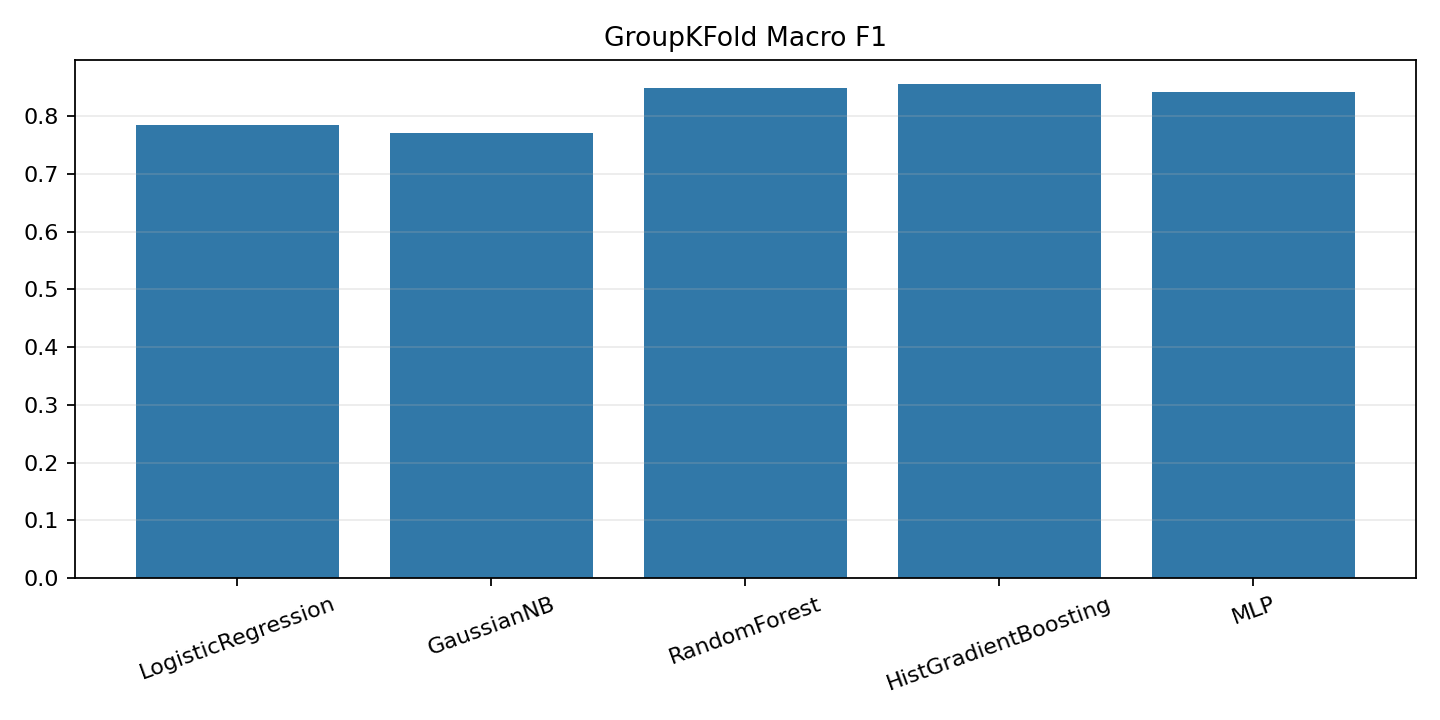 GroupKFold Macro F1
0.8
0.7
0.6
0.5
0.4
0.3
0.2
0.1
0.0
LogisticRegression
GaussianNB
RandomForest
HistGradientBoosting
MLP